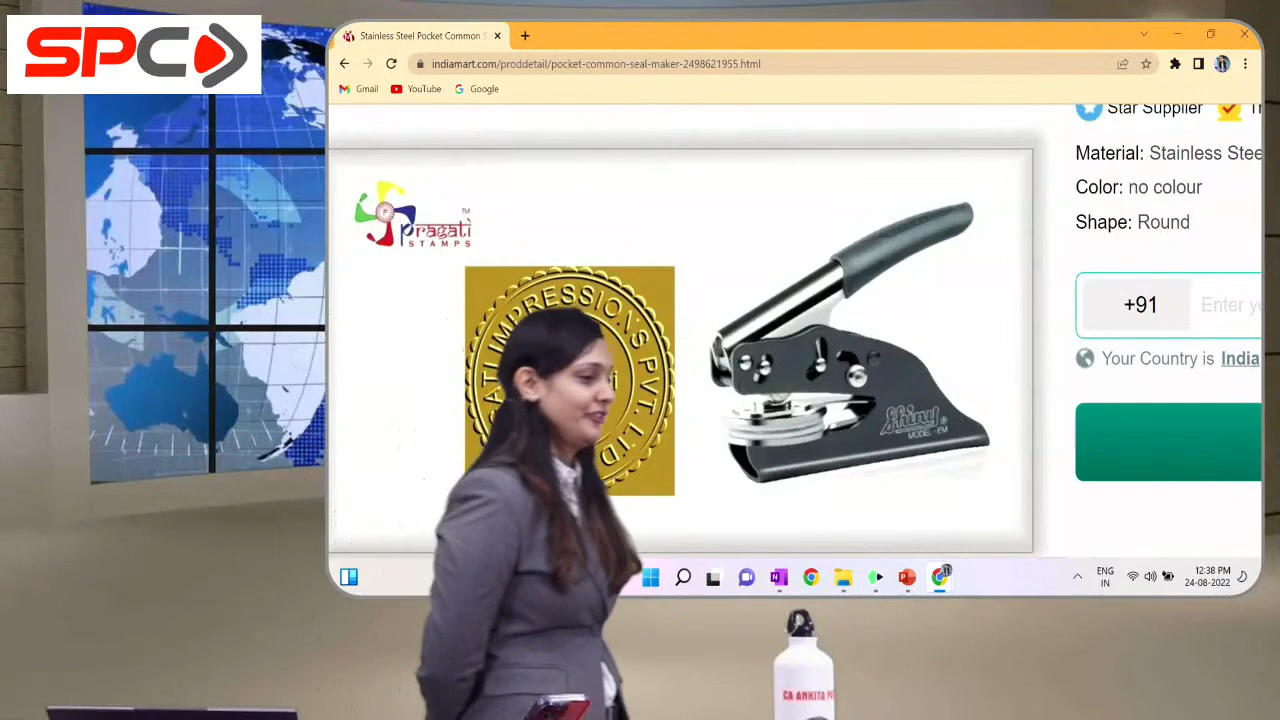 SPC
Stainless Steel Pocket Common S
indiamart.com/proddetail/pocket-common-seal-maker-2498621955.html
Gmail
YouTube
Google
Star Supplier
Material: Stainless Stee
Color: no colour
Shape: Round
+91
Enter yo
Your Country is India
Pragati
TM
STAMPS
IMPRESSIONS PVT. LTD
Shiny
MODEL-EM
ENG
IN
12:38 PM
24-08-2022
CA ANKITA